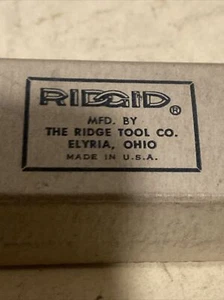 RIDGID®
MFD. BY
THE RIDGE TOOL CO.
ELYRIA, OHIO
MADE IN U.S.A.